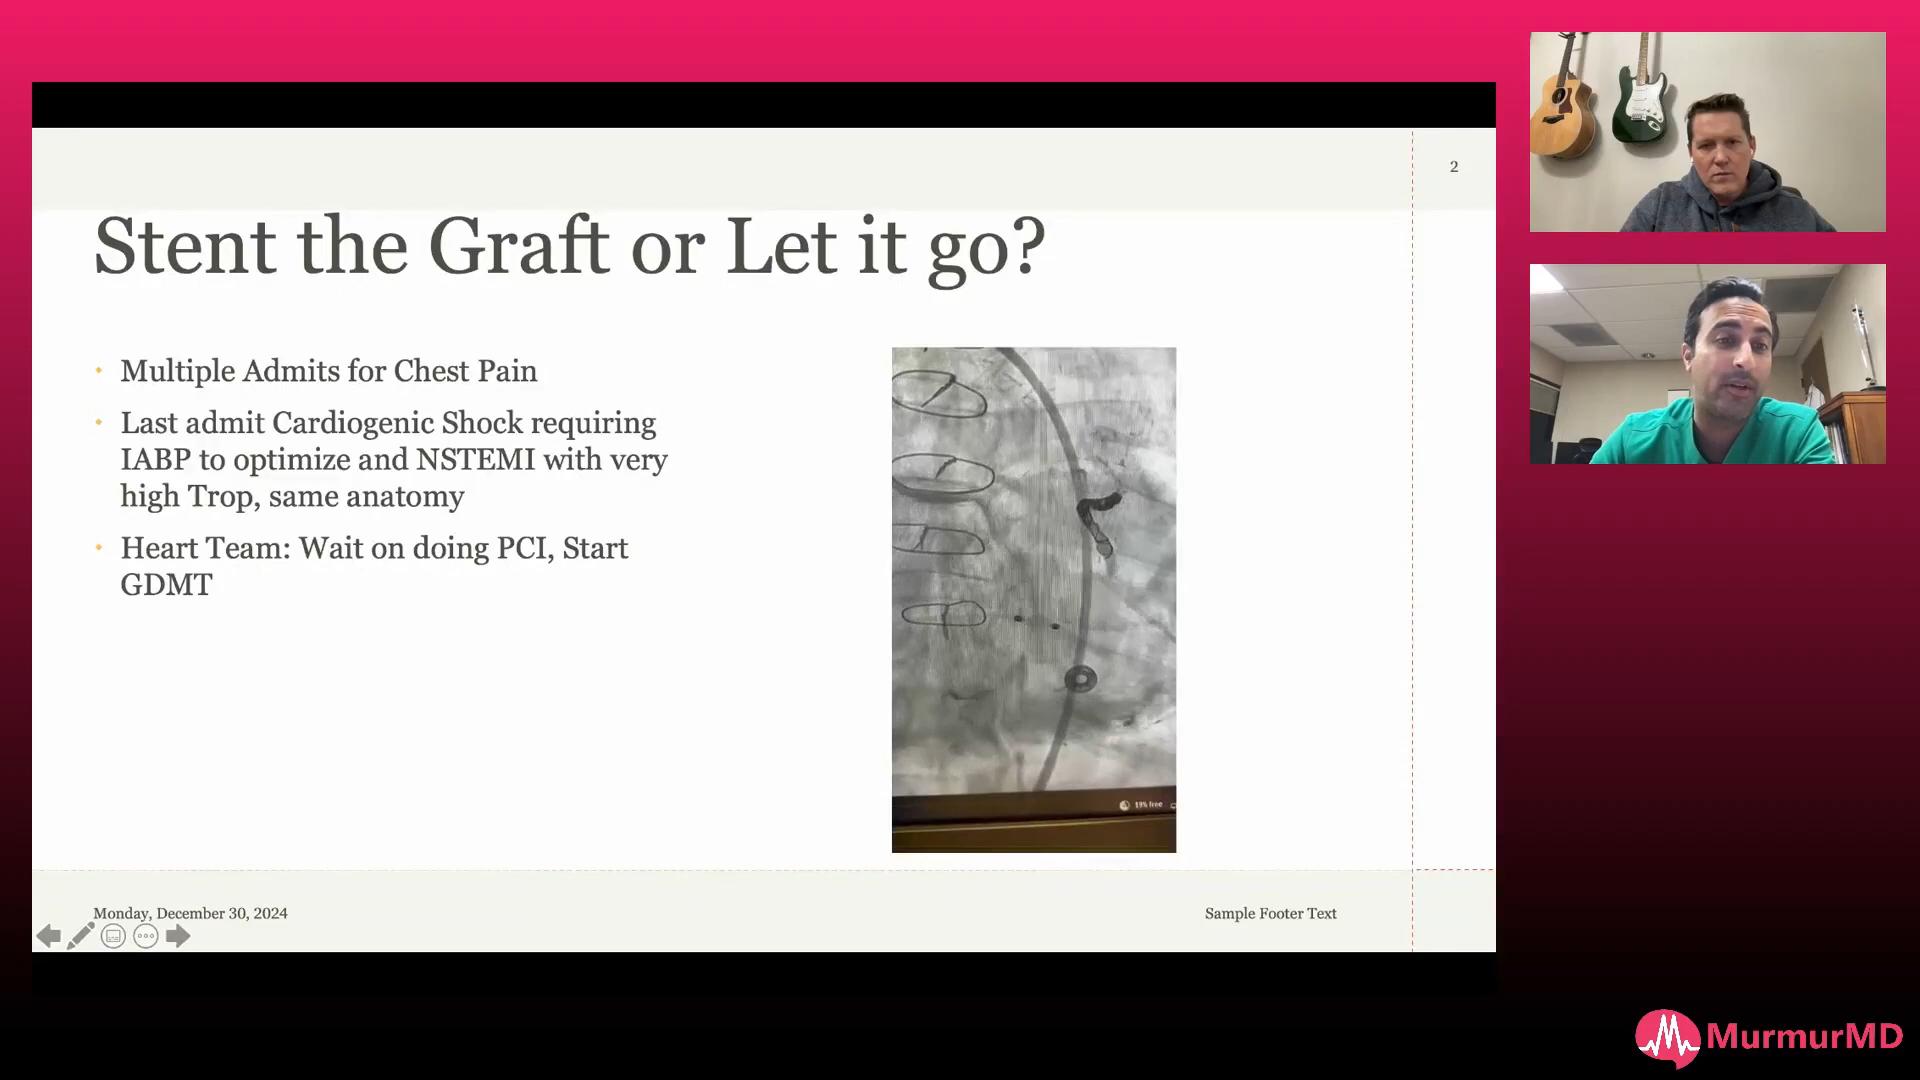 2
Stent the Graft or Let it go?
• Multiple Admits for Chest Pain
• Last admit Cardiogenic Shock requiring
IABP to optimize and NSTEMI with very
high Trop, same anatomy
• Heart Team: Wait on doing PCI, Start
GDMT
19% free
Monday, December 30, 2024
Sample Footer Text
MurmurMD